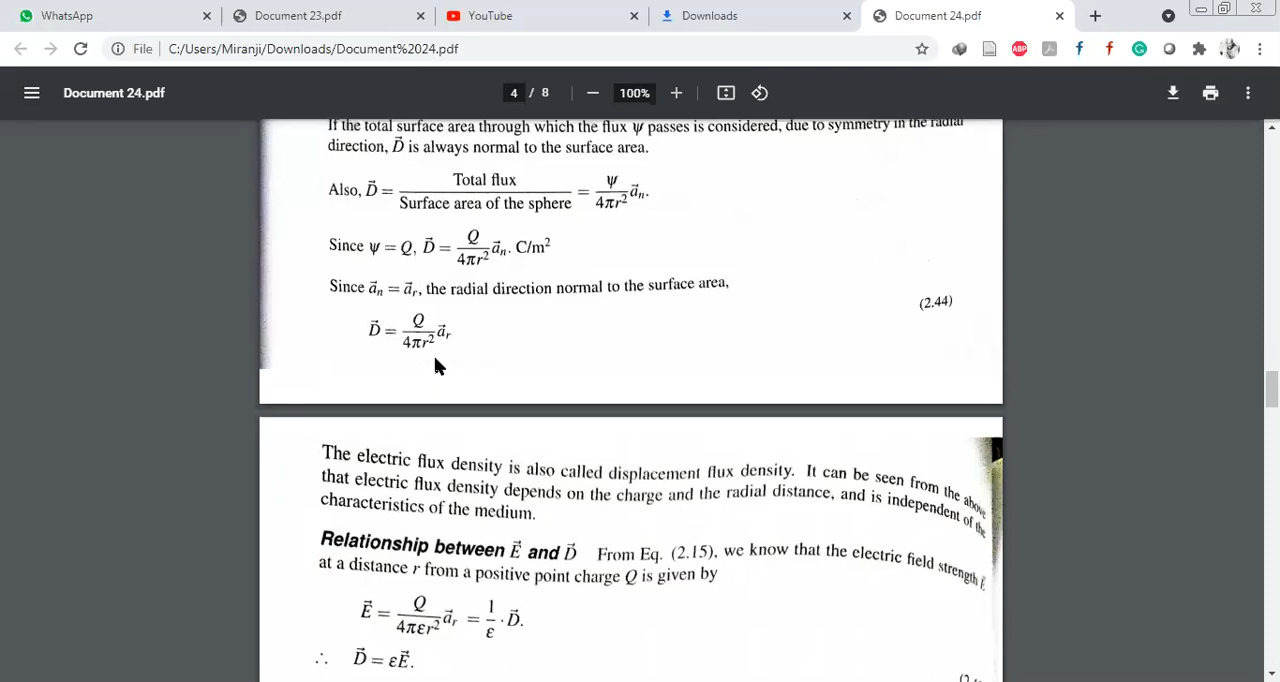 WhatsApp
Document 23.pdf
YouTube
Downloads
Document 24.pdf
File | C:/Users/Miranji/Downloads/Document%2024.pdf
ABP
Document 24.pdf
4 / 8
100%
If the total surface area through which the flux ψ passes is considered, due to symmetry in the radial
direction, D⃗ is always normal to the surface area.
Also, D⃗ = Total flux / Surface area of the sphere = ψ / 4πr² a⃗ₙ.
Since ψ = Q, D⃗ = Q / 4πr² a⃗ₙ. C/m²
Since a⃗ₙ = a⃗ᵣ, the radial direction normal to the surface area,
(2.44)
D⃗ = Q / 4πr² a⃗ᵣ
The electric flux density is also called displacement flux density. It can be seen from the above
that electric flux density depends on the charge and the radial distance, and is independent of the
characteristics of the medium.
Relationship between E⃗ and D⃗ From Eq. (2.15), we know that the electric field strength E⃗
at a distance r from a positive point charge Q is given by
E⃗ = Q / 4πεr² a⃗ᵣ = 1 / ε · D⃗.
∴ D⃗ = εE⃗.